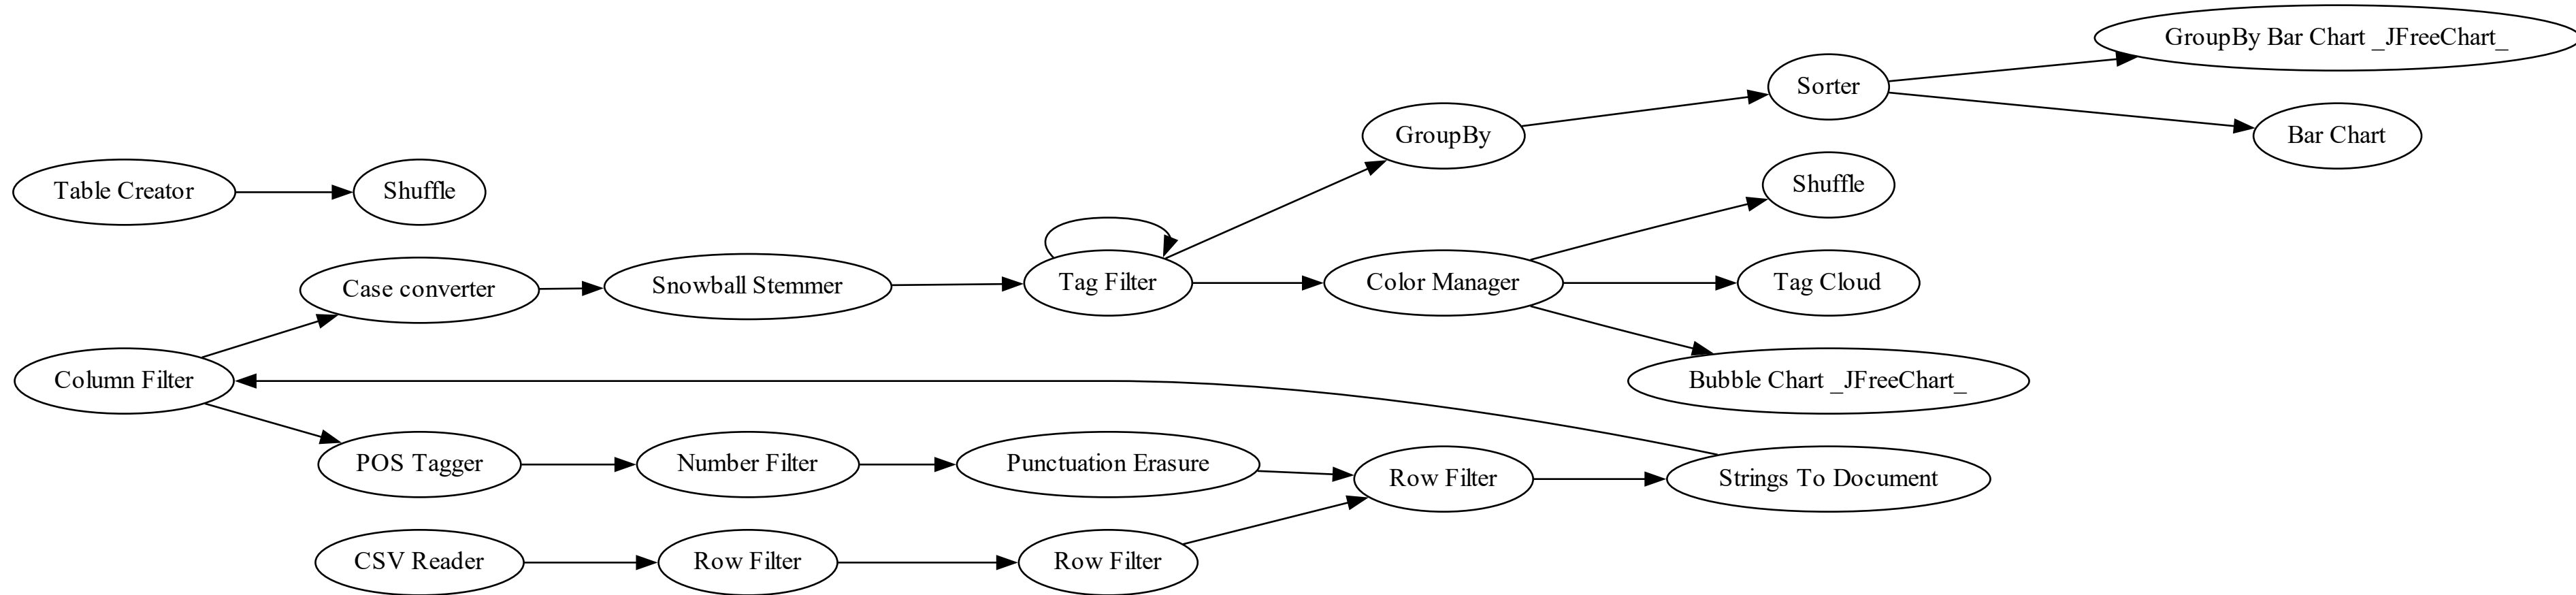 GroupBy Bar Chart _JFreeChart_
Sorter
GroupBy
Bar Chart
Table Creator
Shuffle
Shuffle
Case converter
Snowball Stemmer
Tag Filter
Color Manager
Tag Cloud
Column Filter
Bubble Chart _JFreeChart_
POS Tagger
Number Filter
Punctuation Erasure
Row Filter
Strings To Document
CSV Reader
Row Filter
Row Filter